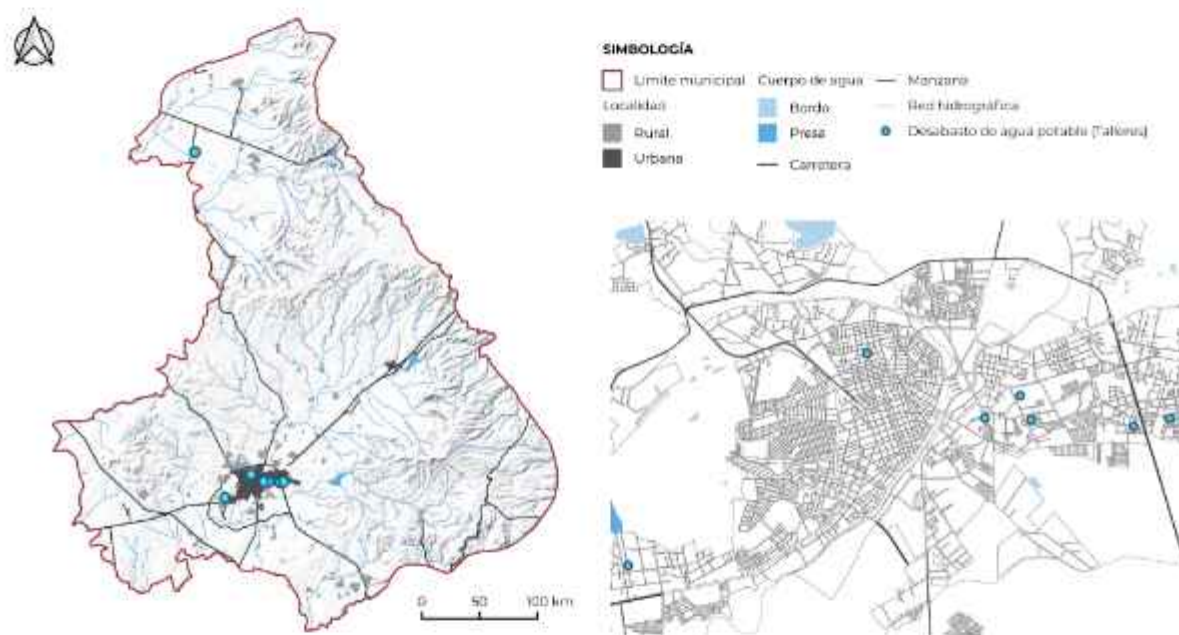 SIMBOLOGÍA
Límite municipal
Localidad
Rural
Urbana
Cuerpo de agua
Bordo
Presa
Carretera
Manzana
Red hidrográfica
Desabasto de agua potable (Talleres)
0 50 100 km